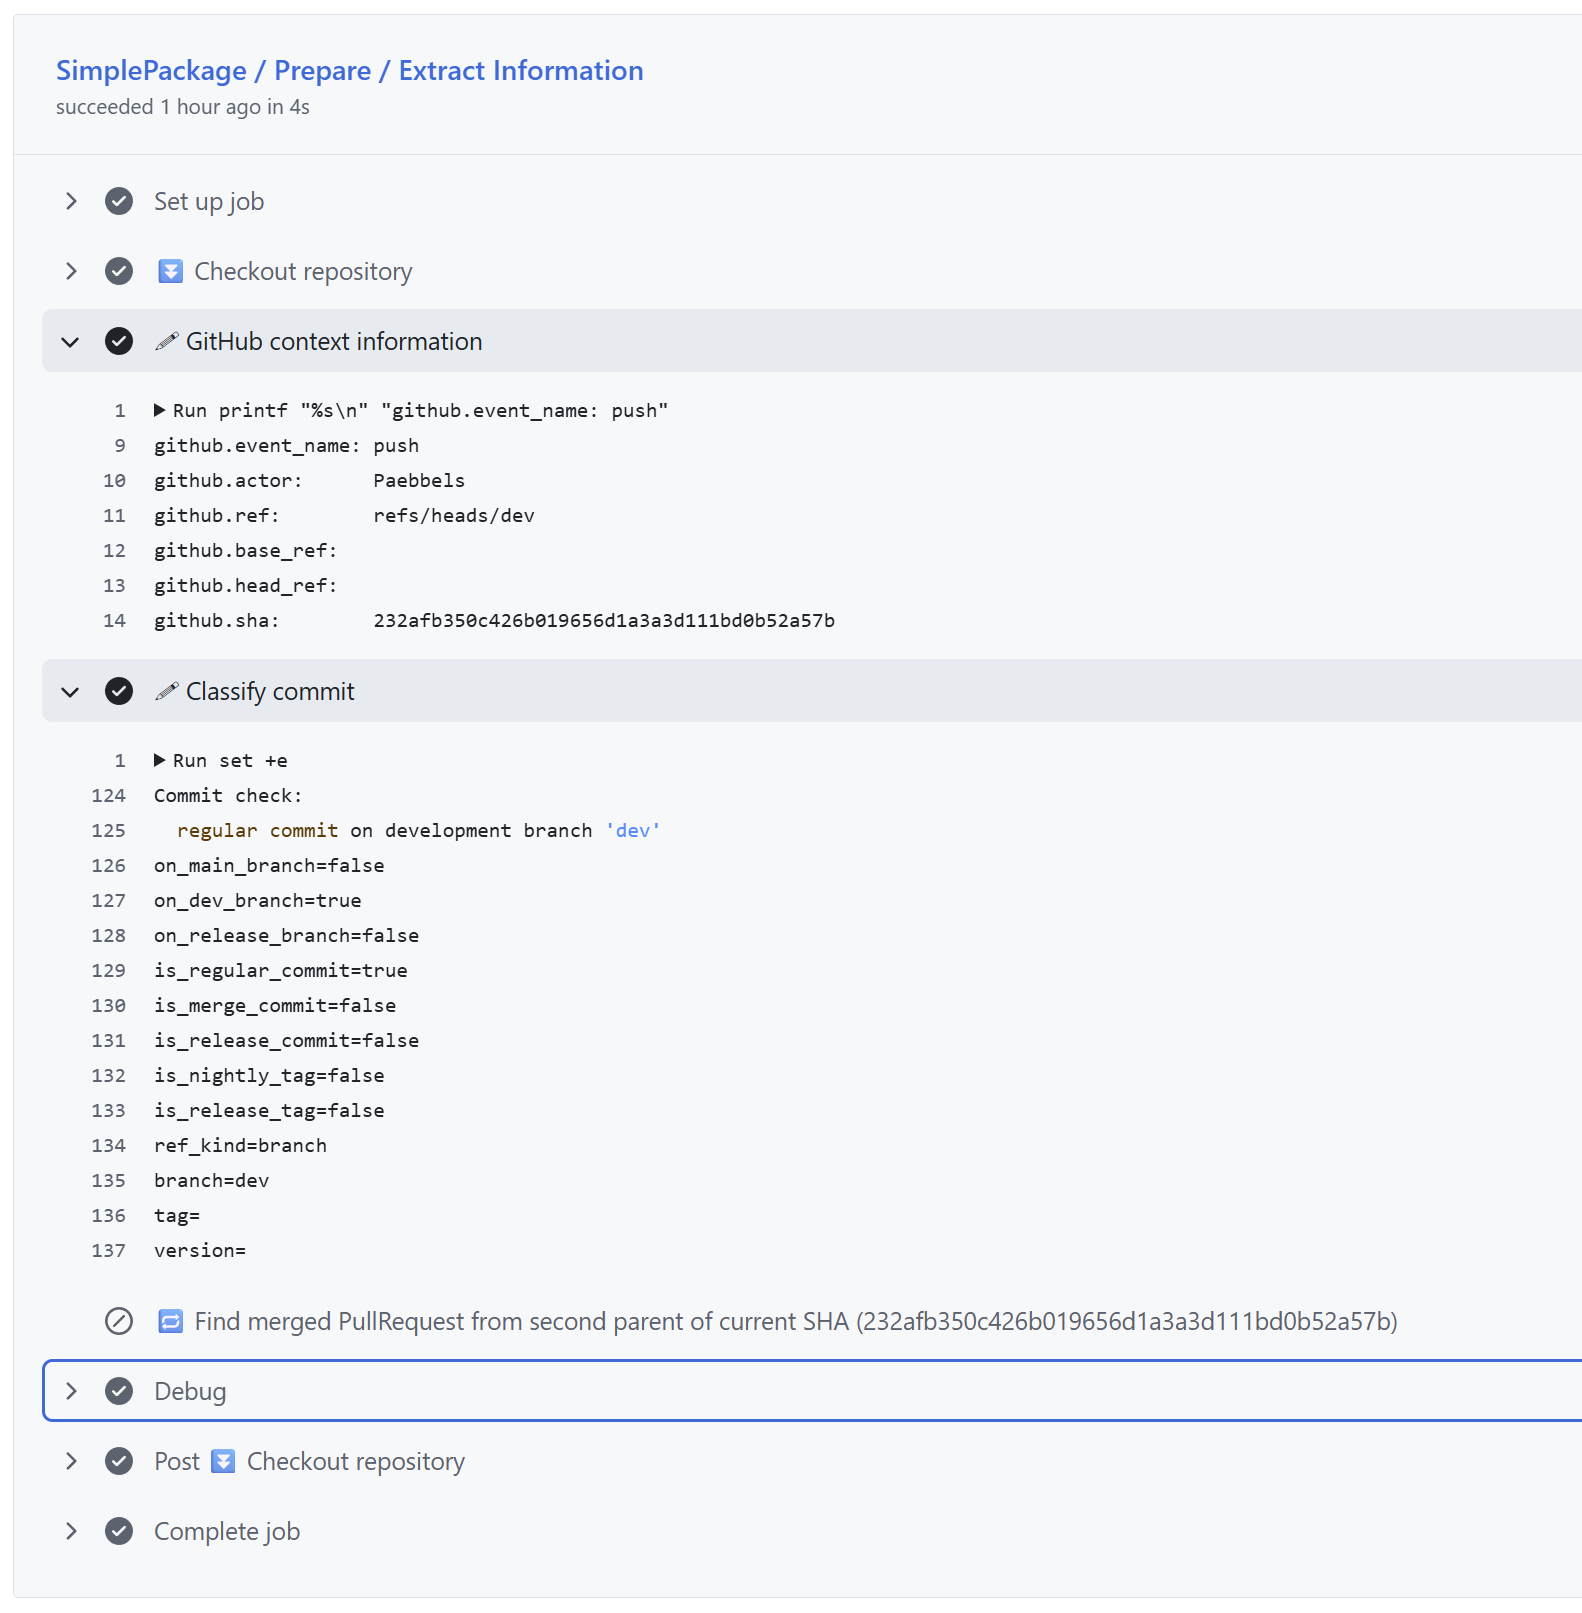 SimplePackage / Prepare / Extract Information
succeeded 1 hour ago in 4s
Set up job
⏬ Checkout repository
🖉 GitHub context information
1 ▶ Run printf "%s\n" "github.event_name: push"
9 github.event_name: push
10 github.actor:      Paebbels
11 github.ref:        refs/heads/dev
12 github.base_ref:
13 github.head_ref:
14 github.sha:        232afb350c426b019656d1a3a3d111bd0b52a57b
🖉 Classify commit
1 ▶ Run set +e
124 Commit check:
125   regular commit on development branch 'dev'
126 on_main_branch=false
127 on_dev_branch=true
128 on_release_branch=false
129 is_regular_commit=true
130 is_merge_commit=false
131 is_release_commit=false
132 is_nightly_tag=false
133 is_release_tag=false
134 ref_kind=branch
135 branch=dev
136 tag=
137 version=
🔁 Find merged PullRequest from second parent of current SHA (232afb350c426b019656d1a3a3d111bd0b52a57b)
Debug
Post ⏬ Checkout repository
Complete job